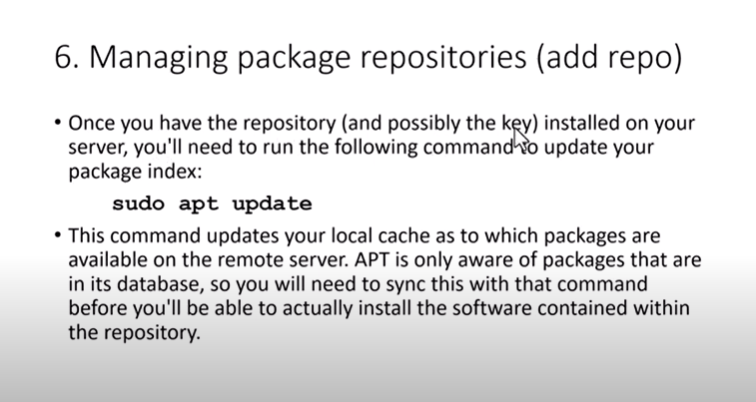 6. Managing package repositories (add repo)
• Once you have the repository (and possibly the key) installed on your
server, you'll need to run the following command to update your
package index:
sudo apt update
• This command updates your local cache as to which packages are
available on the remote server. APT is only aware of packages that are
in its database, so you will need to sync this with that command
before you'll be able to actually install the software contained within
the repository.